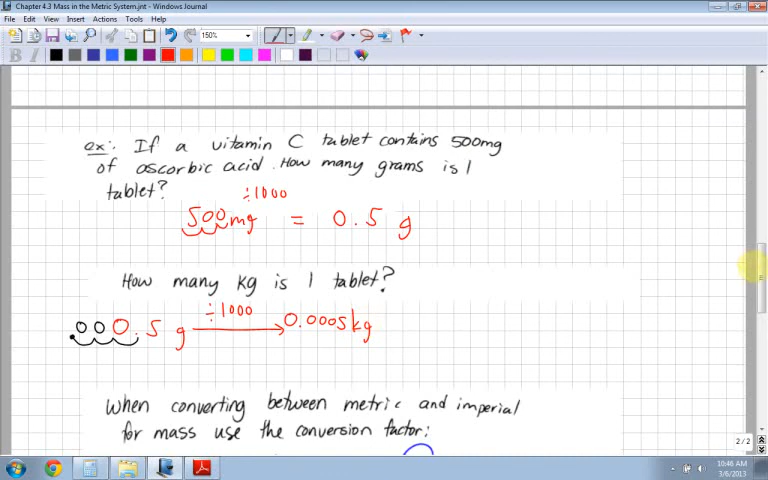 Chapter 4.3 Mass in the Metric System.jnt - Windows Journal
File Edit View Insert Actions Tools Help
150%
B I
ex: If a vitamin C tablet contains 500mg
of ascorbic acid. How many grams is 1
tablet?
÷1000
500mg = 0.5 g
How many kg is 1 tablet?
÷1000
000.5 g → 0.0005kg
When converting between metric and imperial
for mass use the conversion factor:
2 / 2
10:46 AM
3/6/2013